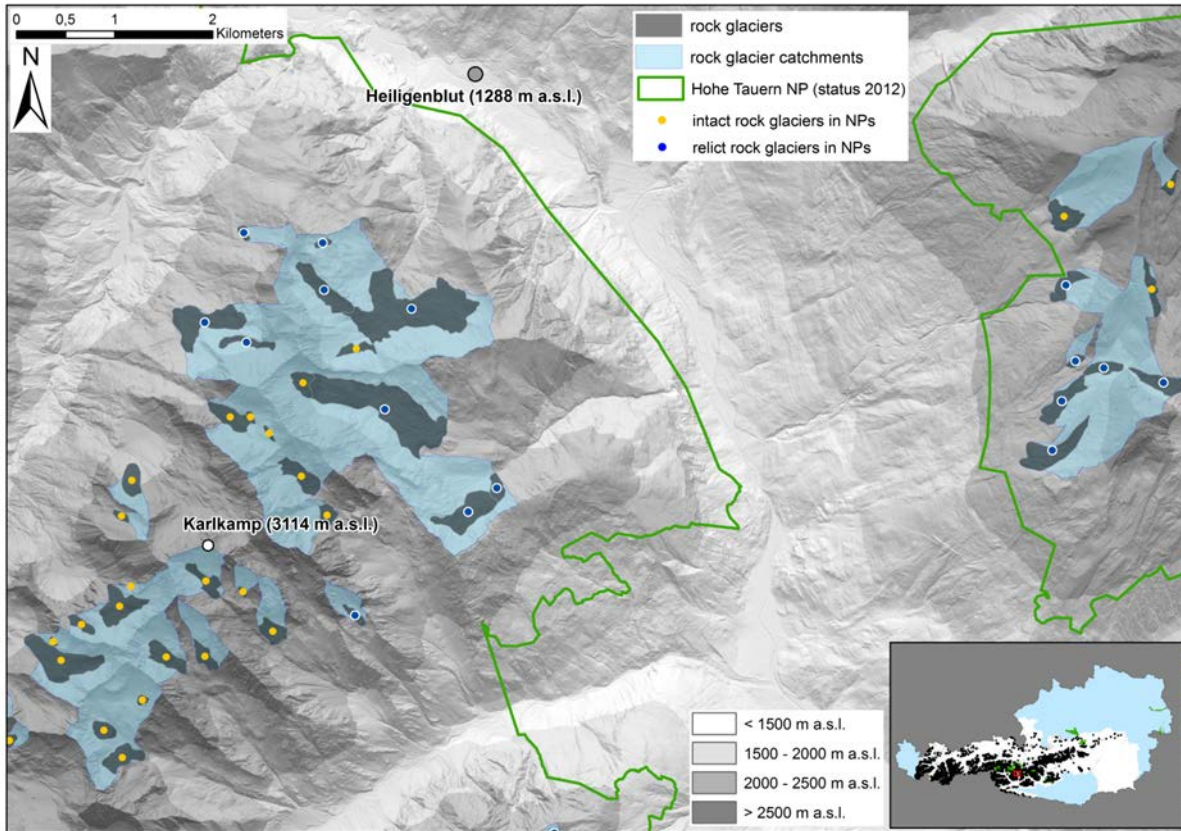 0 0,5 1 2
Kilometers
N
Heiligenblut (1288 m a.s.l.)
Karlkamp (3114 m a.s.l.)
rock glaciers
rock glacier catchments
Hohe Tauern NP (status 2012)
intact rock glaciers in NPs
relict rock glaciers in NPs
< 1500 m a.s.l.
1500 - 2000 m a.s.l.
2000 - 2500 m a.s.l.
> 2500 m a.s.l.